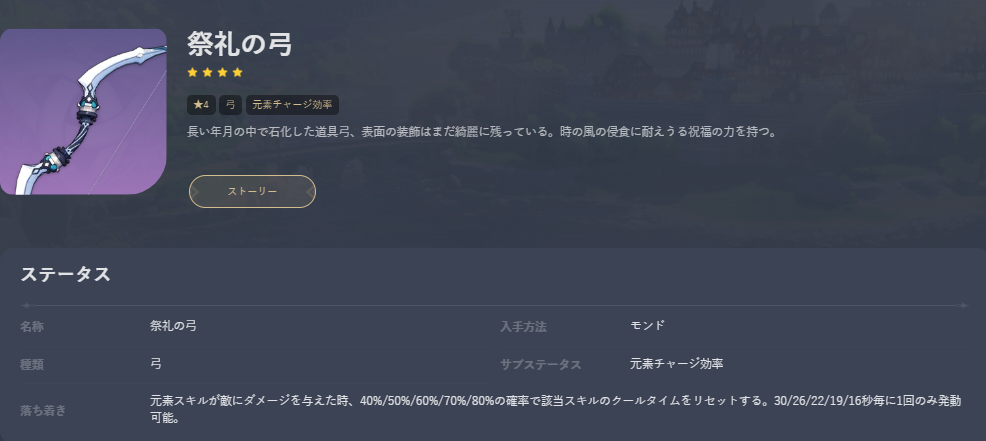 祭礼の弓
★4 弓 元素チャージ効率
長い年月の中で石化した道具弓、表面の装飾はまだ綺麗に残っている。時の風の侵食に耐えうる祝福の力を持つ。
ストーリー
ステータス
名称 祭礼の弓 入手方法 モンド
種類 弓 サブステータス 元素チャージ効率
落ち着き 元素スキルが敵にダメージを与えた時、40%/50%/60%/70%/80%の確率で該当スキルのクールタイムをリセットする。30/26/22/19/16秒毎に1回のみ発動
可能。